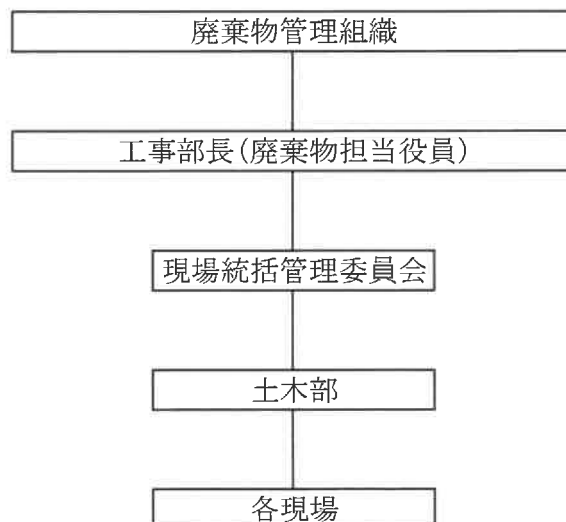 廃棄物管理組織
工事部長(廃棄物担当役員)
現場統括管理委員会
土木部
各現場